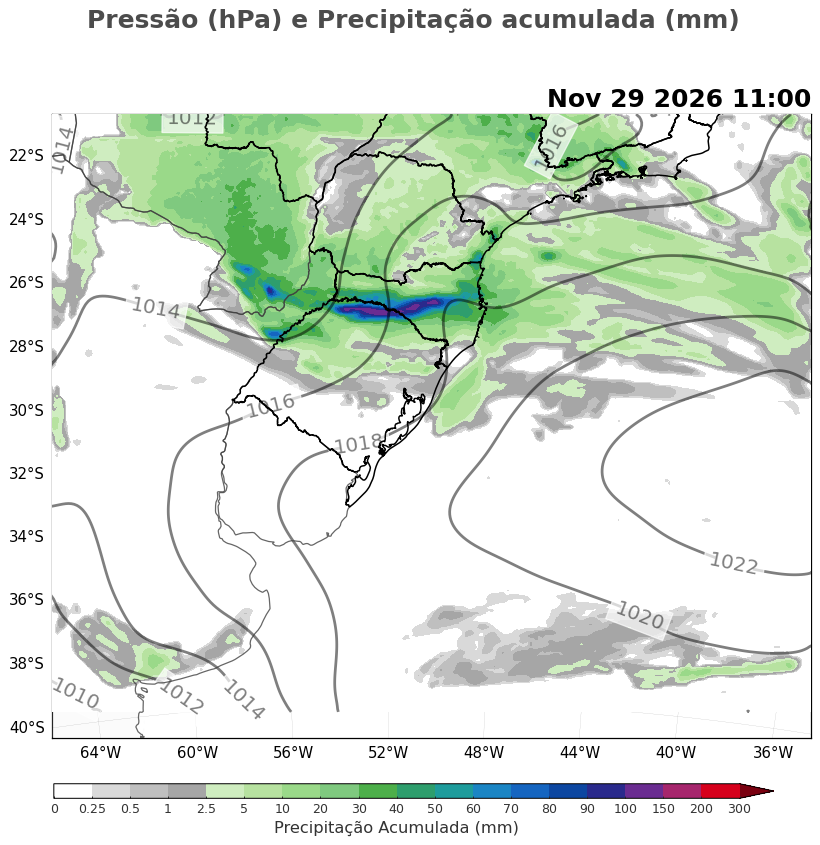 Pressão (hPa) e Precipitação acumulada (mm)
Nov 29 2026 11:00
1012
1014
1016
22°S
24°S
26°S
1014
28°S
1016
30°S
1018
32°S
34°S
1022
36°S
1020
38°S
1010
1012
1014
40°S
64°W 60°W 56°W 52°W 48°W 44°W 40°W 36°W
0 0.25 0.5 1 2.5 5 10 20 30 40 50 60 70 80 90 100 150 200 300
Precipitação Acumulada (mm)